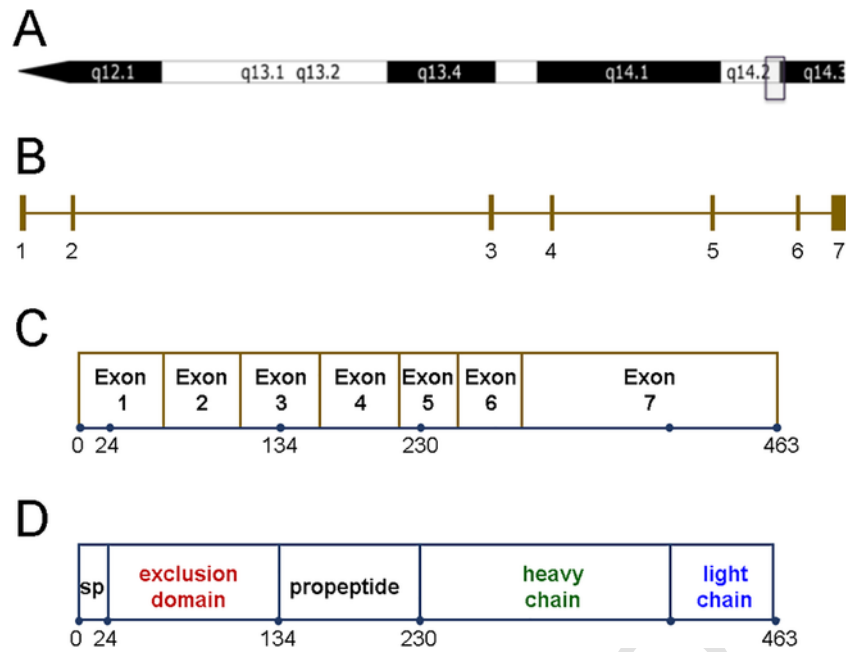 A
q12.1 q13.1 q13.2 q13.4 q14.1 q14.2 q14.3
B
1 2 3 4 5 6 7
C
Exon Exon Exon Exon Exon Exon Exon
1 2 3 4 5 6 7
0 24 134 230 463
D
sp exclusion domain propeptide heavy chain light chain
0 24 134 230 463